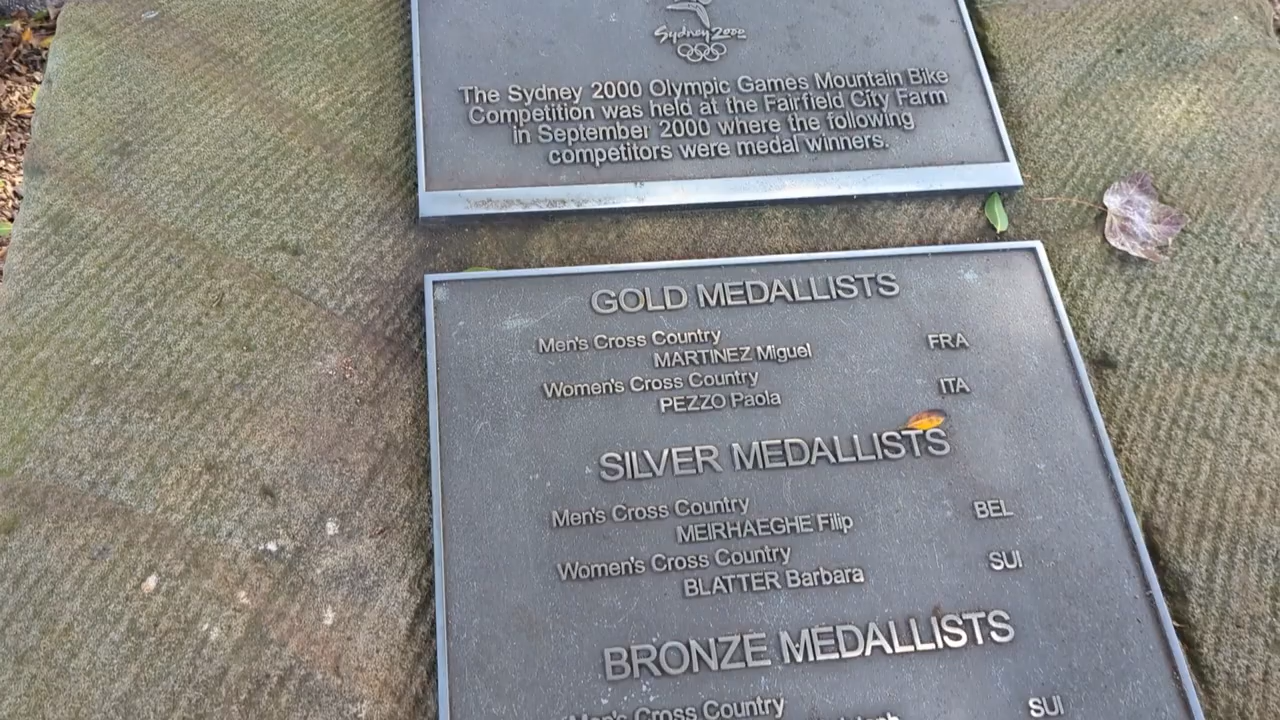 Sydney 2000
The Sydney 2000 Olympic Games Mountain Bike
Competition was held at the Fairfield City Farm
in September 2000 where the following
competitors were medal winners.
GOLD MEDALLISTS
Men's Cross Country FRA
MARTINEZ Miguel
Women's Cross Country ITA
PEZZO Paola
SILVER MEDALLISTS
Men's Cross Country BEL
MEIRHAEGHE Filip
Women's Cross Country SUI
BLATTER Barbara
BRONZE MEDALLISTS
Men's Cross Country SUI